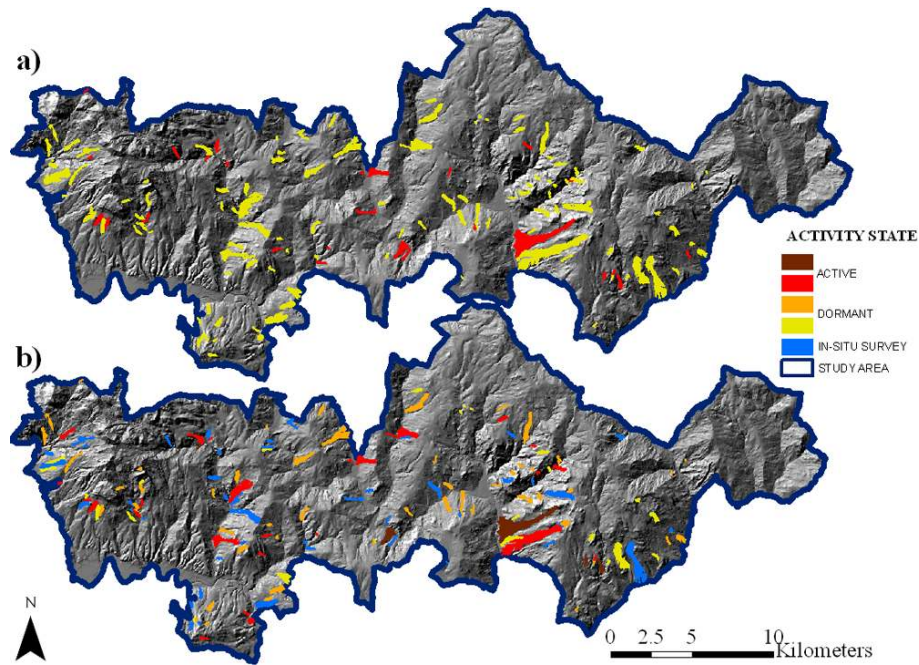 a)
ACTIVITY STATE
ACTIVE
DORMANT
IN-SITU SURVEY
STUDY AREA
b)
N
0 2.5 5 10
Kilometers